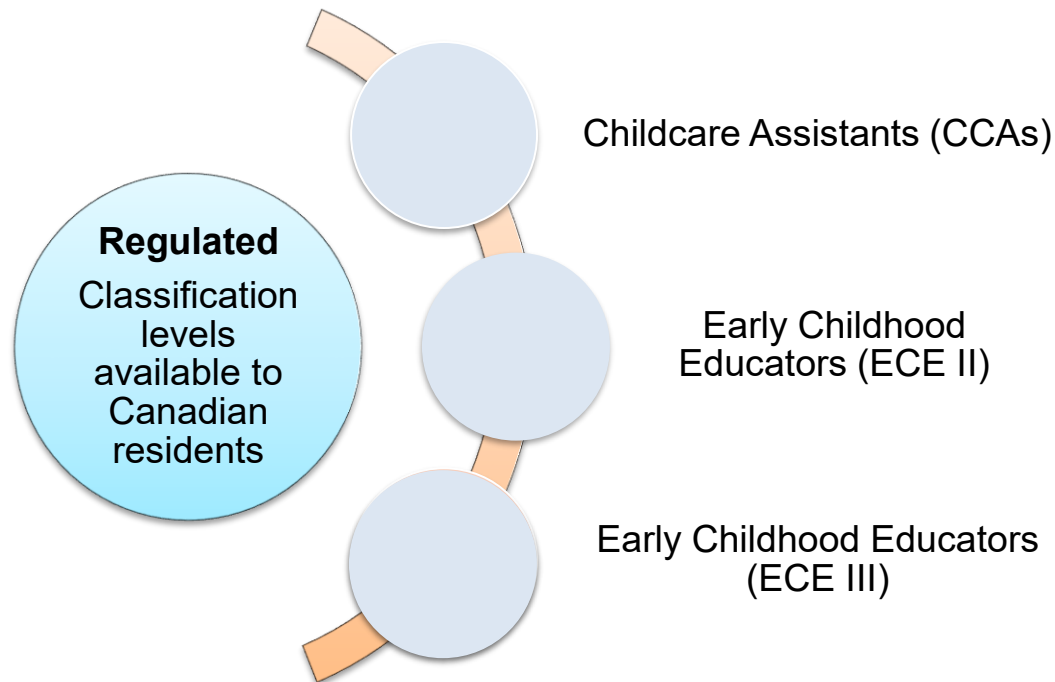 Regulated
Classification
levels
available to
Canadian
residents
Childcare Assistants (CCAs)
Early Childhood
Educators (ECE II)
Early Childhood Educators
(ECE III)